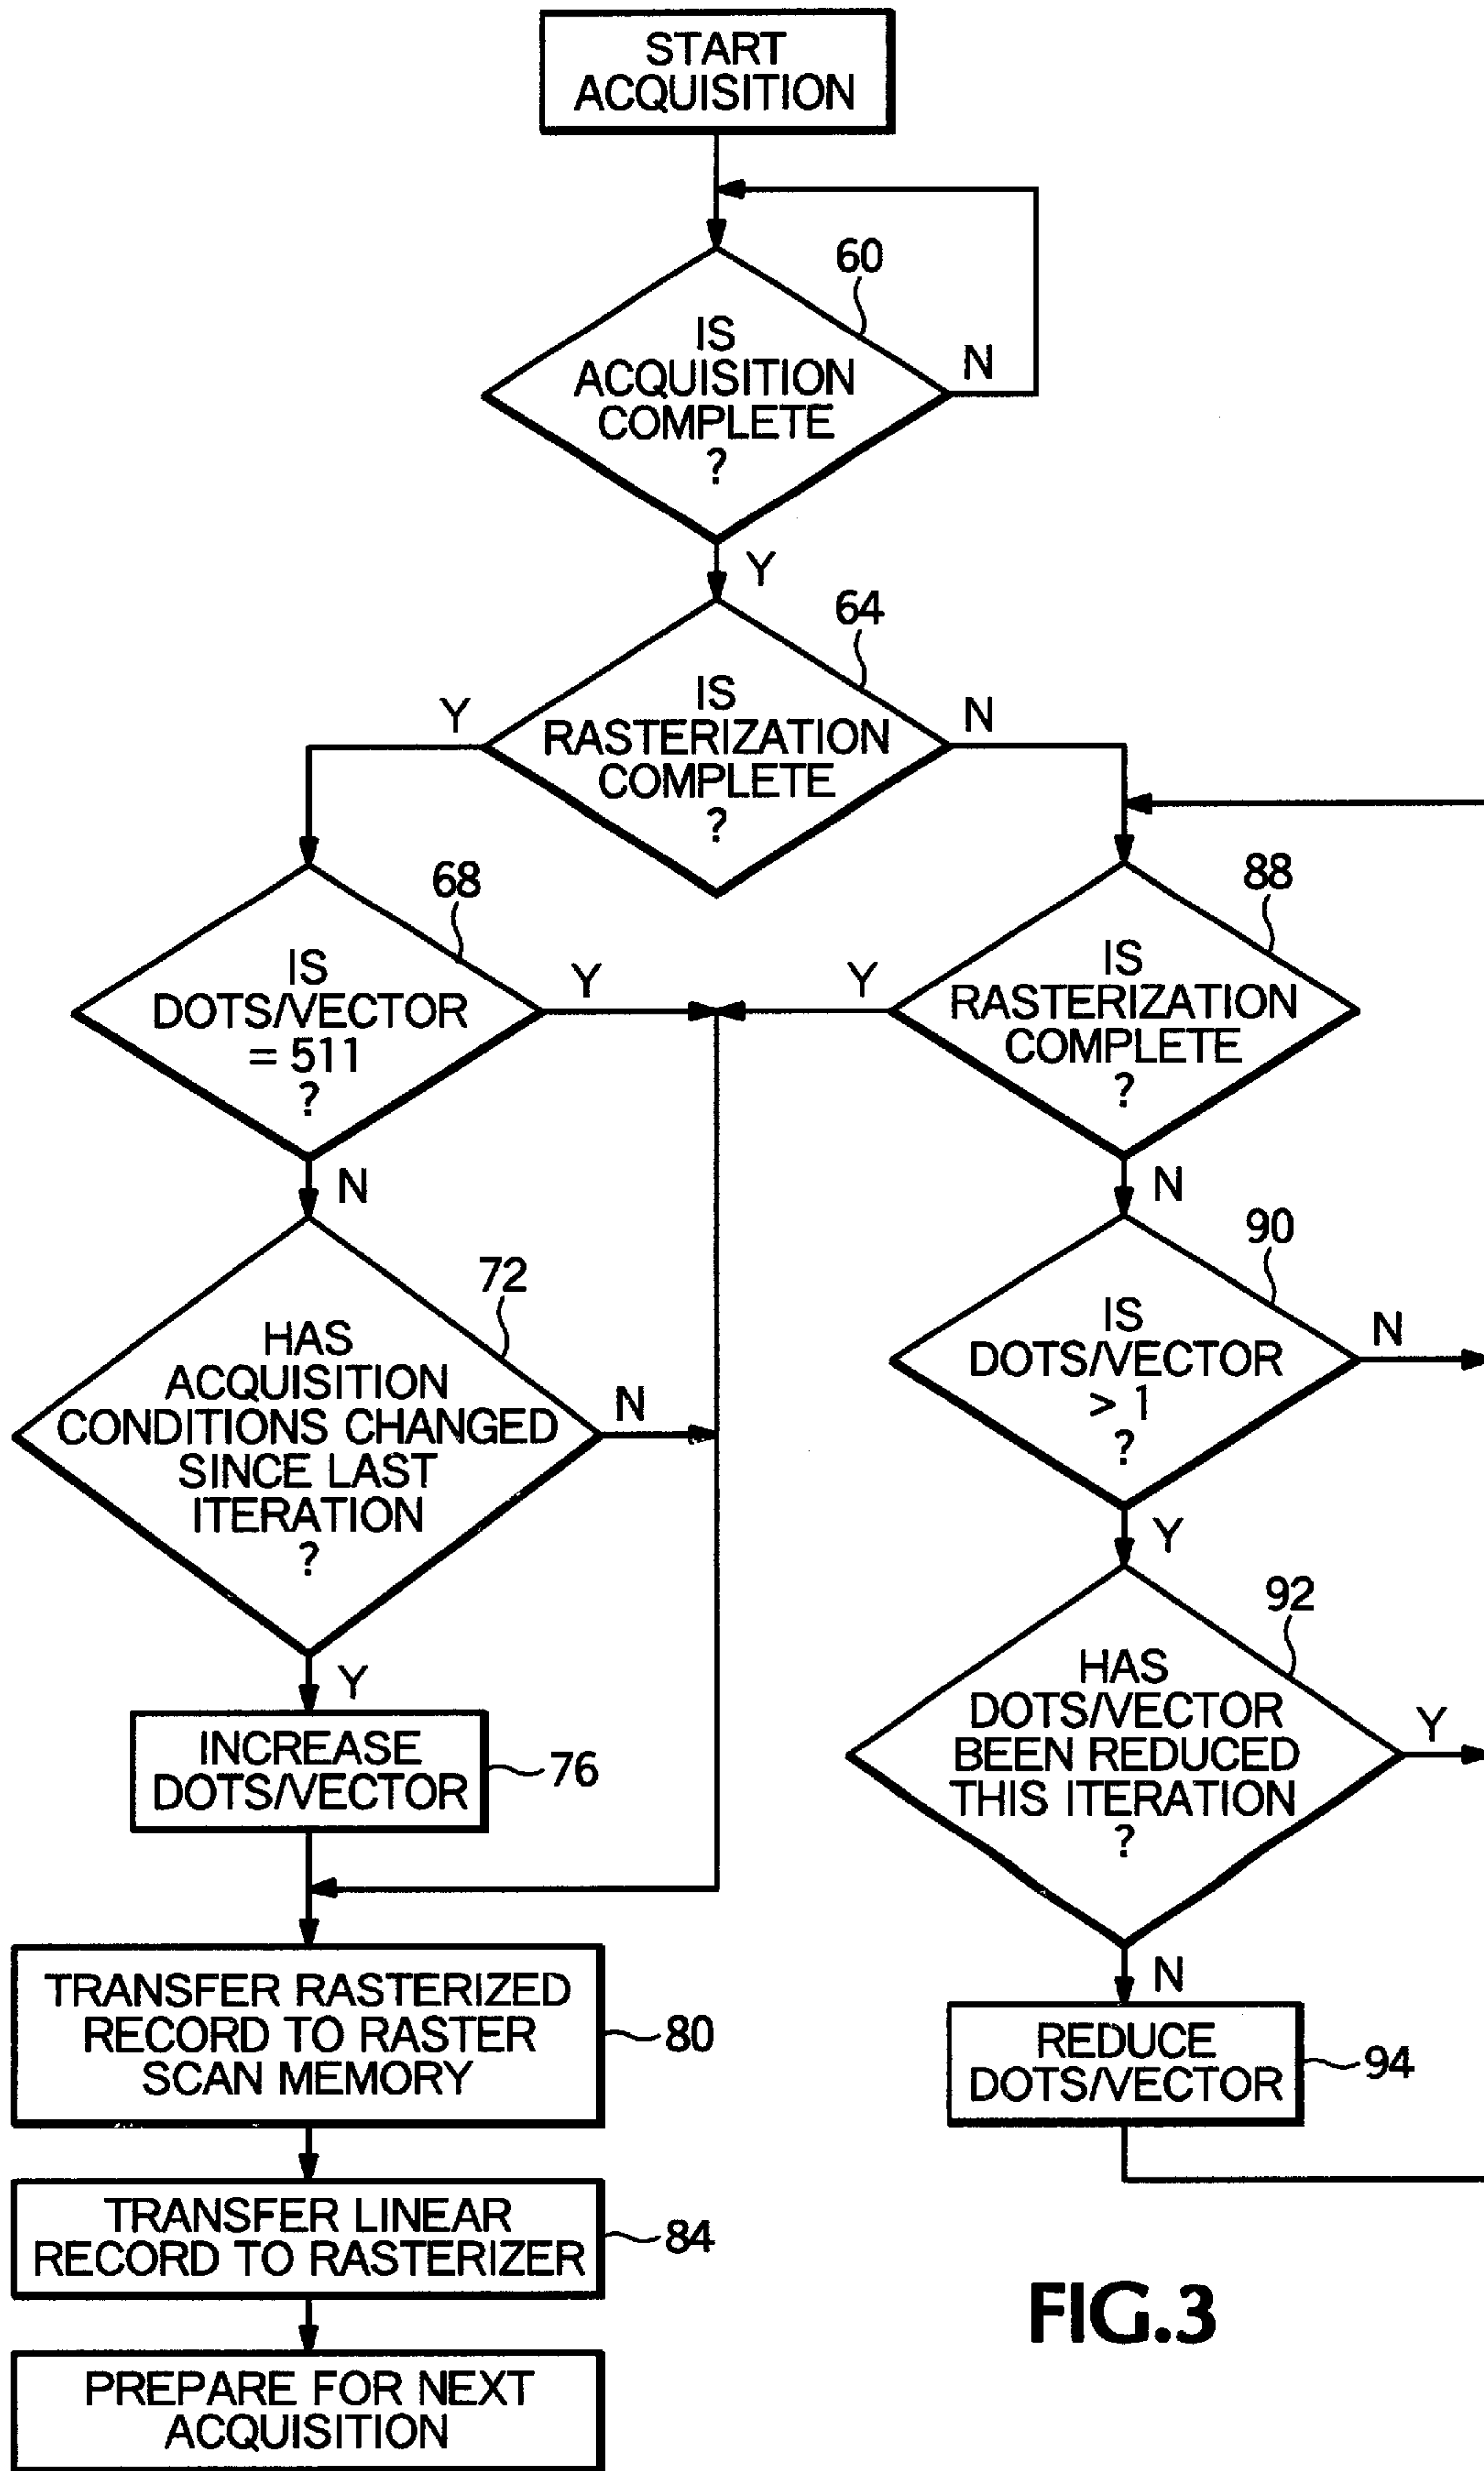 START
ACQUISITION
60
IS
ACQUISITION
COMPLETE
?
N
Y
64
IS
RASTERIZATION
COMPLETE
?
Y
N
68
IS
DOTS/VECTOR
= 511
?
Y
N
88
IS
RASTERIZATION
COMPLETE
?
Y
N
72
HAS
ACQUISITION
CONDITIONS CHANGED
SINCE LAST
ITERATION
?
N
Y
90
IS
DOTS/VECTOR
> 1
?
N
Y
92
HAS
DOTS/VECTOR
BEEN REDUCED
THIS ITERATION
?
Y
N
INCREASE
DOTS/VECTOR
76
TRANSFER RASTERIZED
RECORD TO RASTER
SCAN MEMORY
80
REDUCE
DOTS/VECTOR
94
TRANSFER LINEAR
RECORD TO RASTERIZER
84
PREPARE FOR NEXT
ACQUISITION
FIG.3